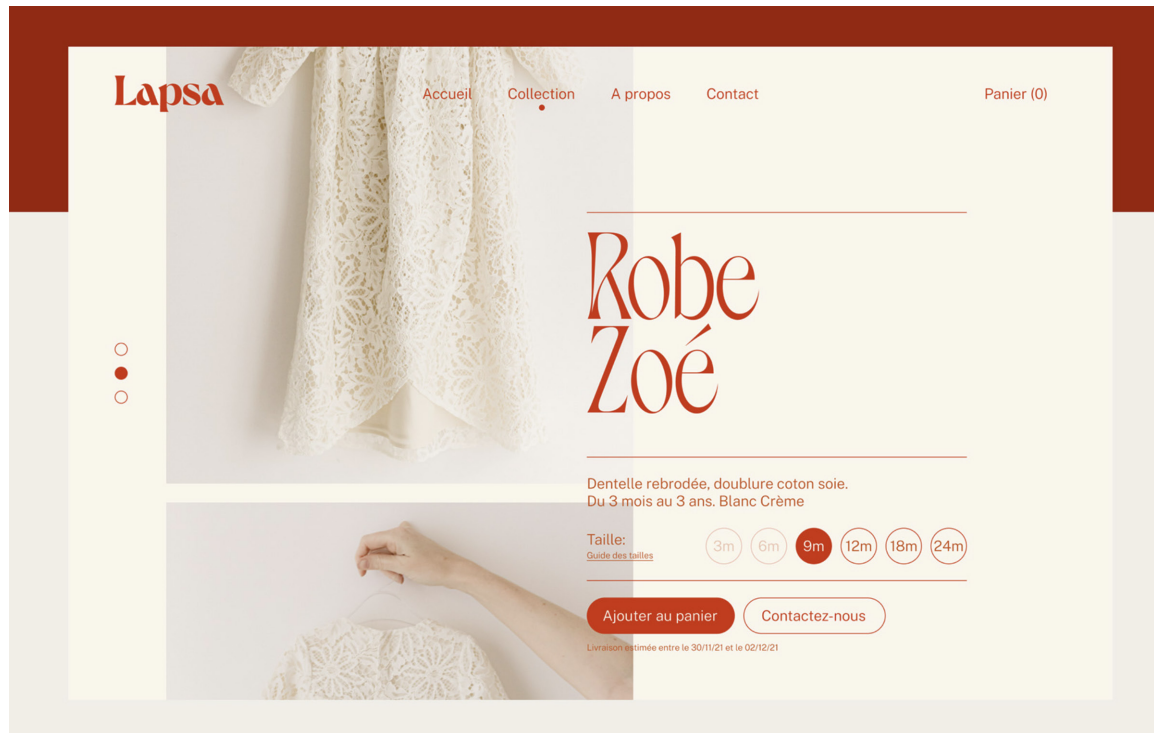 Lapsa
Accueil Collection A propos Contact Panier (0)
Robe
Zoé
Dentelle rebrodée, doublure coton soie.
Du 3 mois au 3 ans. Blanc Crème
Taille: 3m 6m 9m 12m 18m 24m
Guide des tailles
Ajouter au panier Contactez-nous
Livraison estimée entre le 30/11/21 et le 02/12/21